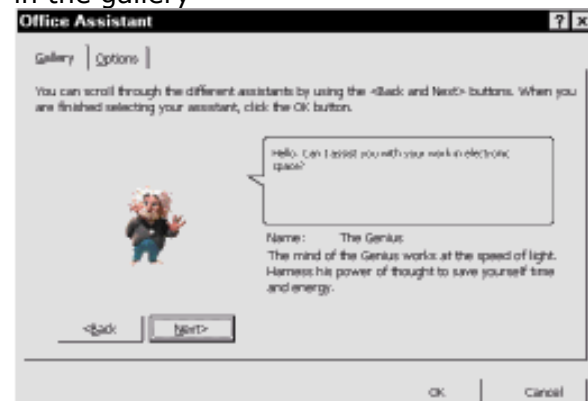 in the gallery
Office Assistant
? x
Gallery Options
You can scroll through the different assistants by using the <Back and Next> buttons. When you
are finished selecting your assistant, click the OK button.
Hello. Can I assist you with your work in electronic
space?
Name: The Genius
The mind of the Genius works at the speed of light.
Harness his power of thought to save yourself time
and energy.
<Back Next>
OK Cancel